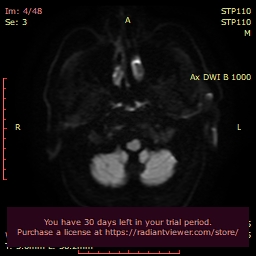 Im: 4/48
Se: 3
A
STP110
STP110
M
Ax DWI B 1000
R
L
You have 30 days left in your trial period.
Purchase a license at https://radiantviewer.com/store/